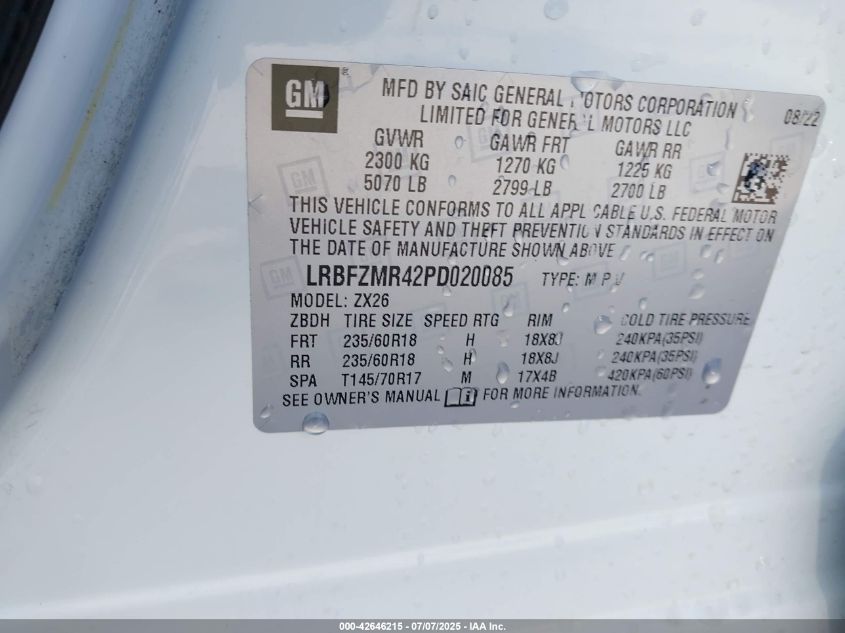 GM
MFD BY SAIC GENERAL MOTORS CORPORATION
LIMITED FOR GENERAL MOTORS LLC
08/22
GVWR GAWR FRT GAWR RR
2300 KG 1270 KG 1225 KG
5070 LB 2799 LB 2700 LB
THIS VEHICLE CONFORMS TO ALL APPLICABLE U.S. FEDERAL MOTOR
VEHICLE SAFETY AND THEFT PREVENTION STANDARDS IN EFFECT ON
THE DATE OF MANUFACTURE SHOWN ABOVE
LRBFZMR42PD020085 TYPE: M P V
MODEL: ZX26
ZBDH TIRE SIZE SPEED RTG RIM COLD TIRE PRESSURE
FRT 235/60R18 H 18X8J 240KPA(35PSI)
RR 235/60R18 H 18X8J 240KPA(35PSI)
SPA T145/70R17 M 17X4B 420KPA(60PSI)
SEE OWNER'S MANUAL FOR MORE INFORMATION.
000-42646215 - 07/07/2025 - IAA Inc.